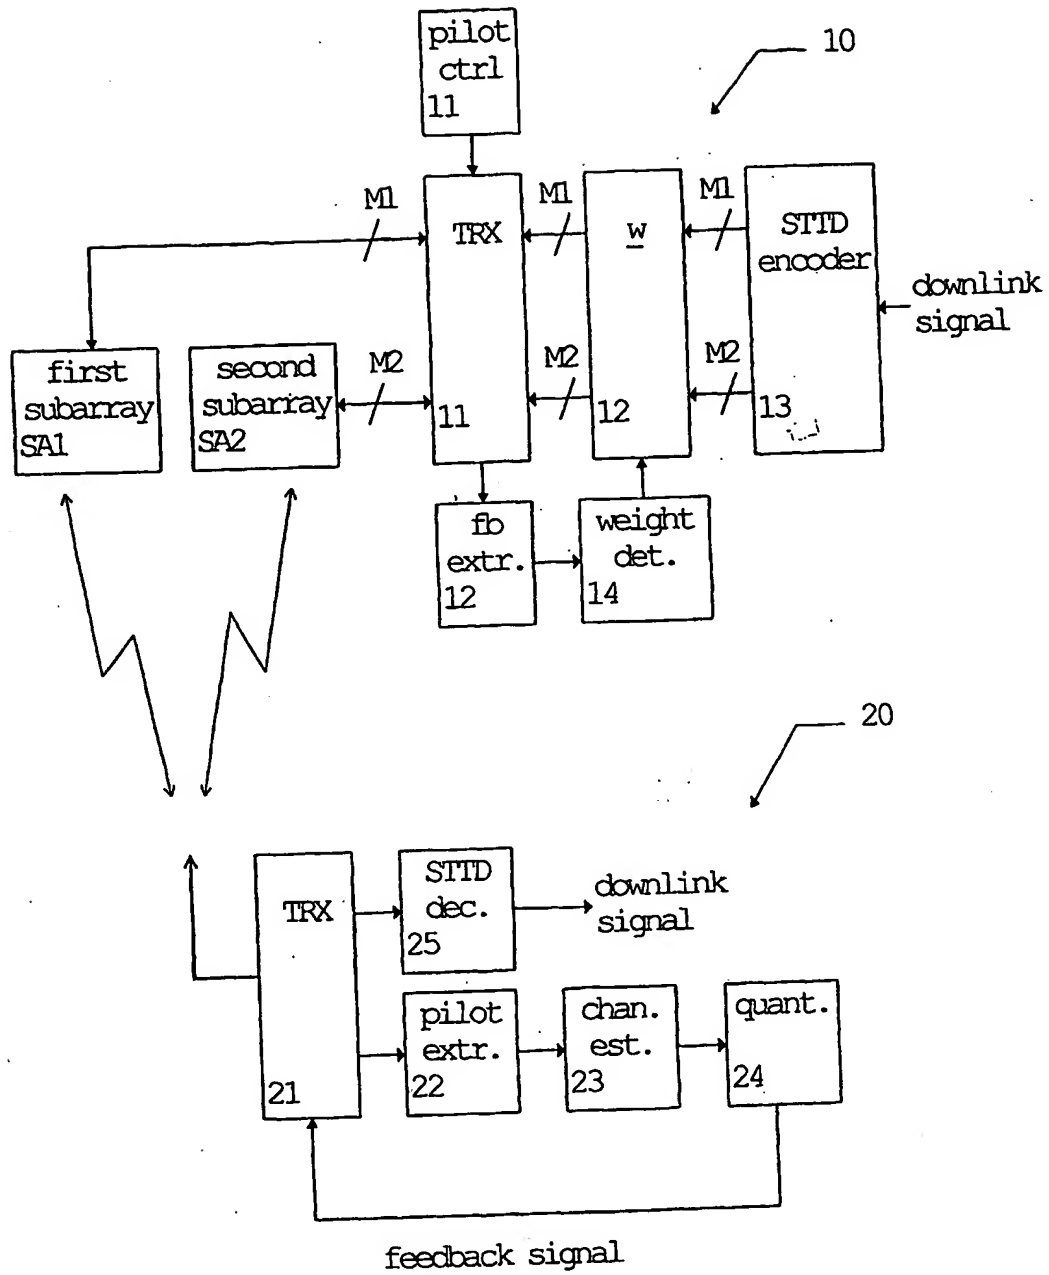 pilot
ctrl
11
10
M1
TRX
M1
w
M1
STTD
encoder
downlink
signal
first
subarray
SA1
second
subarray
SA2
M2
11
M2
12
M2
13
fb
extr.
12
weight
det.
14
20
TRX
21
STTD
dec.
25
downlink
signal
pilot
extr.
22
chan.
est.
23
quant.
24
feedback signal